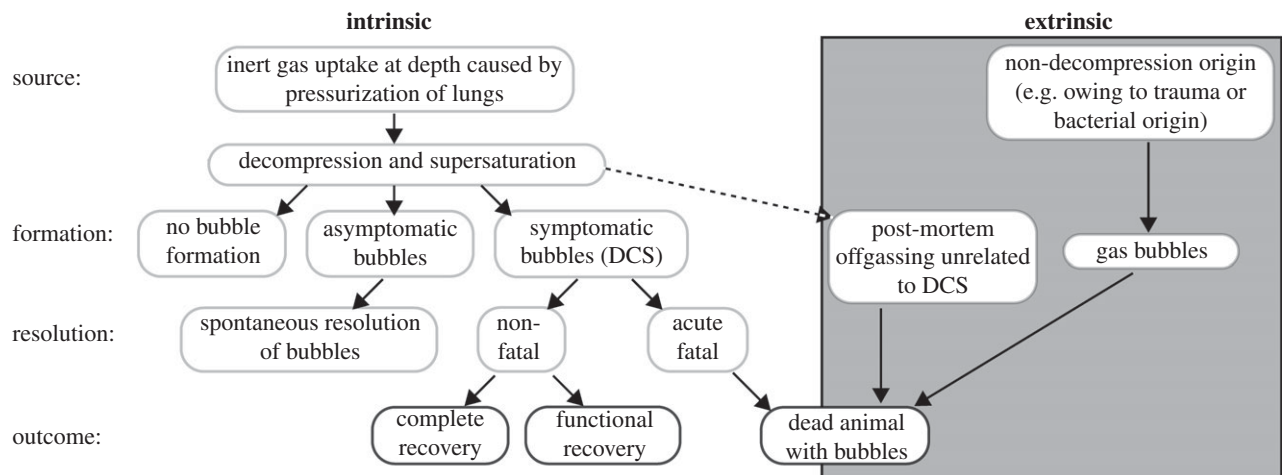 intrinsic
extrinsic
source:
inert gas uptake at depth caused by
pressurization of lungs
non-decompression origin
(e.g. owing to trauma or
bacterial origin)
decompression and supersaturation
formation:
no bubble
formation
asymptomatic
bubbles
symptomatic
bubbles (DCS)
post-mortem
offgassing unrelated
to DCS
gas bubbles
resolution:
spontaneous resolution
of bubbles
non-
fatal
acute
fatal
outcome:
complete
recovery
functional
recovery
dead animal
with bubbles